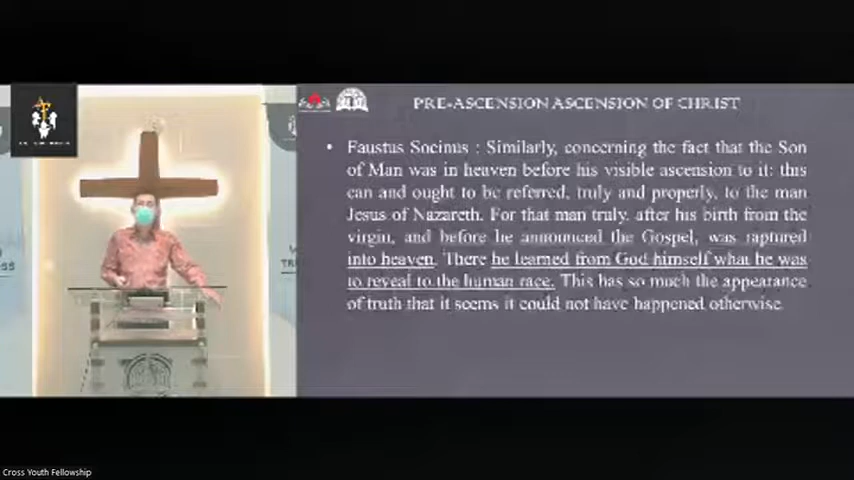 PRE-ASCENSION ASCENSION OF CHRIST
• Faustus Socinus : Similarly, concerning the fact that the Son
of Man was in heaven before his visible ascension to it: this
can and ought to be referred, truly and properly, to the man
Jesus of Nazareth. For that man truly, after his birth from the
virgin, and before he announced the Gospel, was raptured
into heaven. There he learned from God himself what he was
to reveal to the human race. This has so much the appearance
of truth that it seems it could not have happened otherwise.
Cross Youth Fellowship